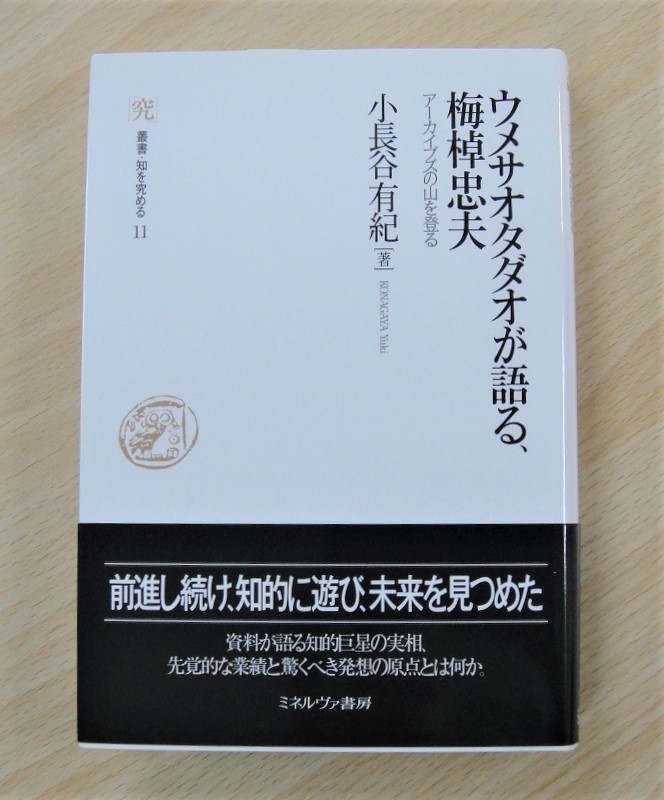 ウメサオタダオが語る、
梅棹忠夫
アーカイブズの山を登る
小長谷有紀[著]
KONAGAYA Yuki
究
叢書・知を究める 11
前進し続け、知的に遊び、未来を見つめた
資料が語る知的巨星の実相、
先覚的な業績と驚くべき発想の原点とは何か。
ミネルヴァ書房